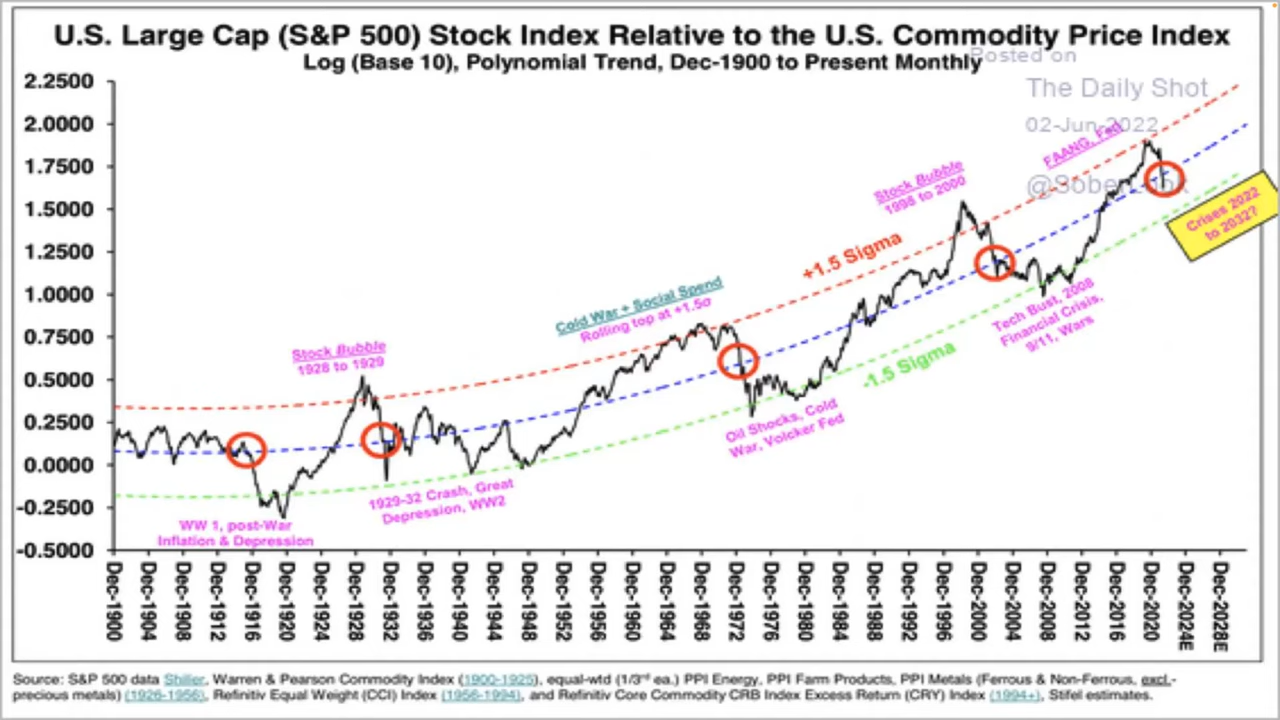 U.S. Large Cap (S&P 500) Stock Index Relative to the U.S. Commodity Price Index
Log (Base 10), Polynomial Trend, Dec-1900 to Present Monthly
Posted on
The Daily Shot
02-Jun-2022
@SoberLook
2.2500
2.0000
1.7500
1.5000
1.2500
1.0000
0.7500
0.5000
0.2500
0.0000
-0.2500
-0.5000
FAANG, Fed
Stock Bubble
1998 to 2000
Crises 2022
to 2032?
+1.5 Sigma
Cold War + Social Spend
Rolling top at +1.5σ
Stock Bubble
1928 to 1929
-1.5 Sigma
Tech Bust, 2008
Financial Crisis,
9/11, Wars
Oil Shocks, Cold
War, Volcker Fed
1929-32 Crash, Great
Depression, WW2
WW 1, post-War
Inflation & Depression
Dec-1900
Dec-1904
Dec-1908
Dec-1912
Dec-1916
Dec-1920
Dec-1924
Dec-1928
Dec-1932
Dec-1936
Dec-1940
Dec-1944
Dec-1948
Dec-1952
Dec-1956
Dec-1960
Dec-1964
Dec-1968
Dec-1972
Dec-1976
Dec-1980
Dec-1984
Dec-1988
Dec-1992
Dec-1996
Dec-2000
Dec-2004
Dec-2008
Dec-2012
Dec-2016
Dec-2020
Dec-2024E
Dec-2028E
Source: S&P 500 data Shiller, Warren & Pearson Commodity Index (1900-1925), equal-wtd (1/3rd ea.) PPI Energy, PPI Farm Products, PPI Metals (Ferrous & Non-Ferrous, excl.-
precious metals) (1926-1956), Refinitiv Equal Weight (CCI) Index (1956-1994), and Refinitiv Core Commodity CRB Index Excess Return (CRY) Index (1994+), Stifel estimates.